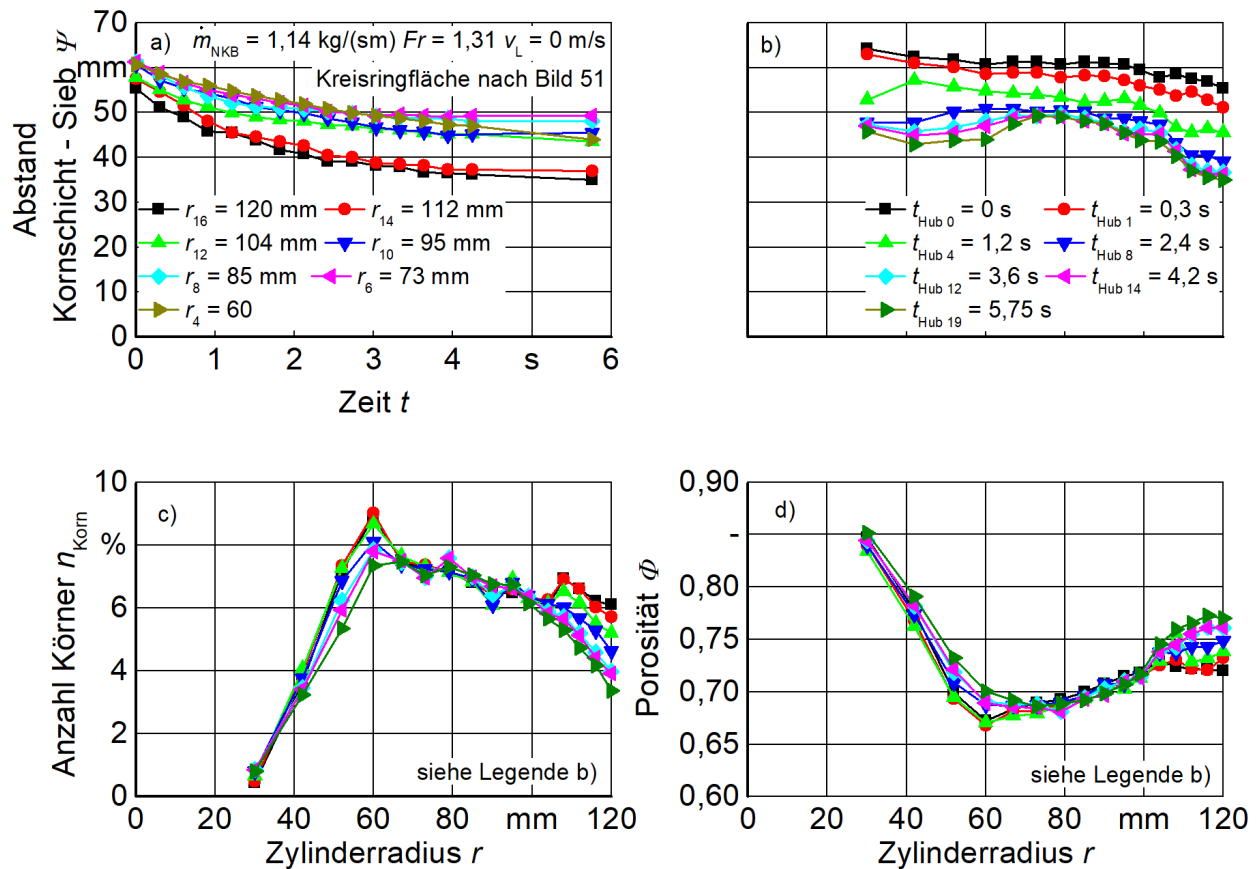 70
60
50
40
30
20
10
0
mm
Abstand
Kornschicht - Sieb Ψ
a) ṁNKB = 1,14 kg/(sm) Fr = 1,31 vL = 0 m/s
Kreisringfläche nach Bild 51
r16 = 120 mm r14 = 112 mm
r12 = 104 mm r10 = 95 mm
r8 = 85 mm r6 = 73 mm
r4 = 60
0 1 2 3 4 s 6
Zeit t
b)
tHub 0 = 0 s tHub 1 = 0,3 s
tHub 4 = 1,2 s tHub 8 = 2,4 s
tHub 12 = 3,6 s tHub 14 = 4,2 s
tHub 19 = 5,75 s
10
%
6
4
2
0
Anzahl Körner nKorn
c)
siehe Legende b)
0 20 40 60 80 mm 120
Zylinderradius r
0,90
-
0,80
0,75
0,70
0,65
0,60
Porosität Φ
d)
siehe Legende b)
0 20 40 60 80 mm 120
Zylinderradius r